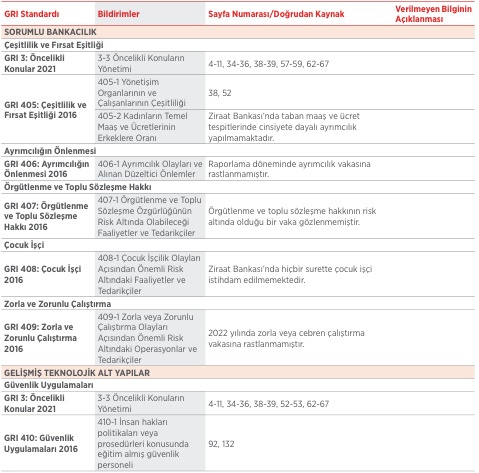 GRI Standardı Bildirimler Sayfa Numarası/Doğrudan Kaynak Verilmeyen Bilginin Açıklanması
SORUMLU BANKACILIK
Çeşitlilik ve Fırsat Eşitliği
GRI 3: Öncelikli Konular 2021
3-3 Öncelikli Konuların Yönetimi
4-11, 34-36, 38-39, 57-59, 62-67
GRI 405: Çeşitlilik ve Fırsat Eşitliği 2016
405-1 Yönetişim Organlarının ve Çalışanlarının Çeşitliliği
38, 52
405-2 Kadınların Temel Maaş ve Ücretlerinin Erkeklere Oranı
Ziraat Bankası'nda taban maaş ve ücret tespitlerinde cinsiyete dayalı ayrımcılık yapılmamaktadır.
Ayrımcılığın Önlenmesi
GRI 406: Ayrımcılığın Önlenmesi 2016
406-1 Ayrımcılık Olayları ve Alınan Düzeltici Önlemler
Raporlama döneminde ayrımcılık vakasına rastlanmamıştır.
Örgütlenme ve Toplu Sözleşme Hakkı
GRI 407: Örgütlenme ve Toplu Sözleşme Hakkı 2016
407-1 Örgütlenme ve Toplu Sözleşme Özgürlüğünün Risk Altında Olabileceği Faaliyetler ve Tedarikçiler
Örgütlenme ve toplu sözleşme hakkının risk altında olduğu bir vaka gözlenmemiştir.
Çocuk İşçi
GRI 408: Çocuk İşçi 2016
408-1 Çocuk İşçilik Olayları Açısından Önemli Risk Altındaki Faaliyetler ve Tedarikçiler
Ziraat Bankası'nda hiçbir surette çocuk işçi istihdam edilmemektedir.
Zorla ve Zorunlu Çalıştırma
GRI 409: Zorla ve Zorunlu Çalıştırma 2016
409-1 Zorla veya Zorunlu Çalıştırma Olayları Açısından Önemli Risk Altındaki Operasyonlar ve Tedarikçiler
2022 yılında zorla veya cebren çalıştırma vakasına rastlanmamıştır.
GELİŞMİŞ TEKNOLOJİK ALT YAPILAR
Güvenlik Uygulamaları
GRI 3: Öncelikli Konular 2021
3-3 Öncelikli Konuların Yönetimi
4-11, 34-36, 38-39, 52-53, 62-67
GRI 410: Güvenlik Uygulamaları 2016
410-1 İnsan hakları politikaları veya prosedürleri konusunda eğitim almış güvenlik personeli
92, 132